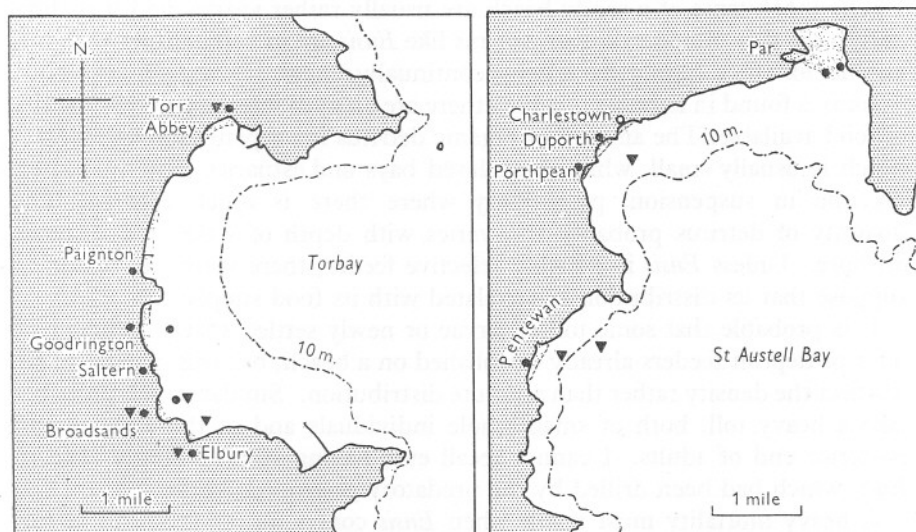 N.
Torr
Abbey
Paignton
Torbay
Goodrington
Saltern
10 m.
Broadsands
Elbury
1 mile
Par
Charlestown
Duporth
10 m.
Porthpean
Pentewan
St Austell Bay
1 mile